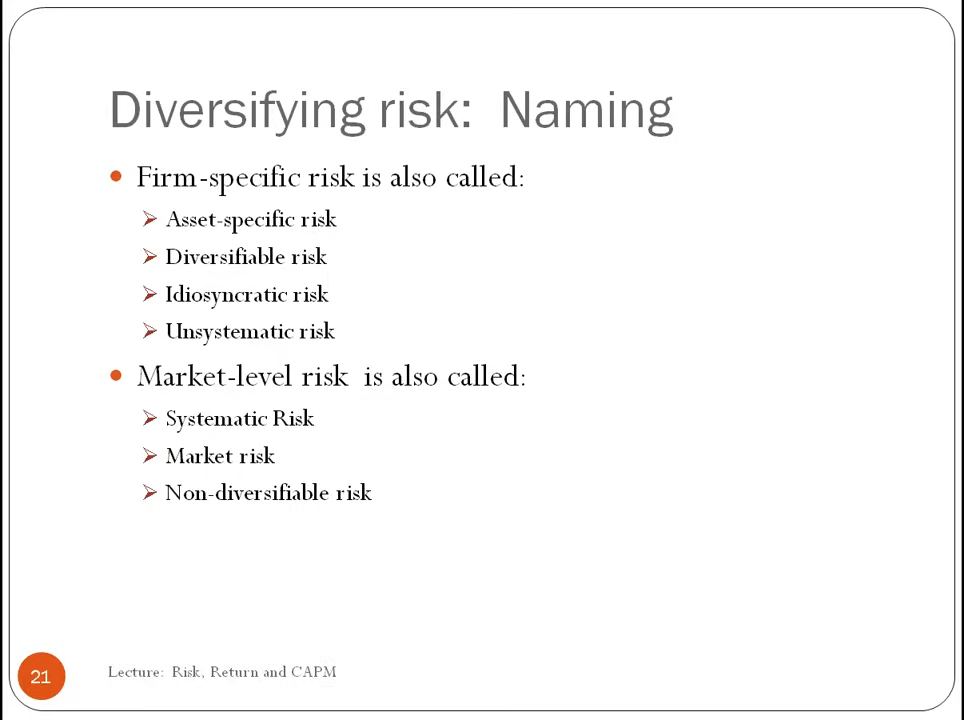 Diversifying risk: Naming
Firm-specific risk is also called:
Asset-specific risk
Diversifiable risk
Idiosyncratic risk
Unsystematic risk
Market-level risk is also called:
Systematic Risk
Market risk
Non-diversifiable risk
21
Lecture: Risk, Return and CAPM